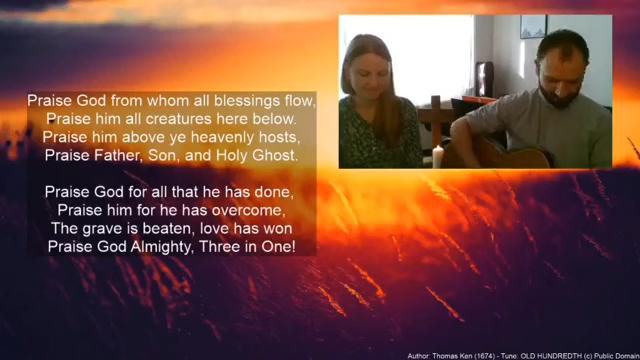 Praise God from whom all blessings flow,
Praise him all creatures here below.
Praise him above ye heavenly hosts,
Praise Father, Son, and Holy Ghost.
Praise God for all that he has done,
Praise him for he has overcome,
The grave is beaten, love has won
Praise God Almighty, Three in One!
Author: Thomas Ken (1674) - Tune: OLD HUNDREDTH (c) Public Domain